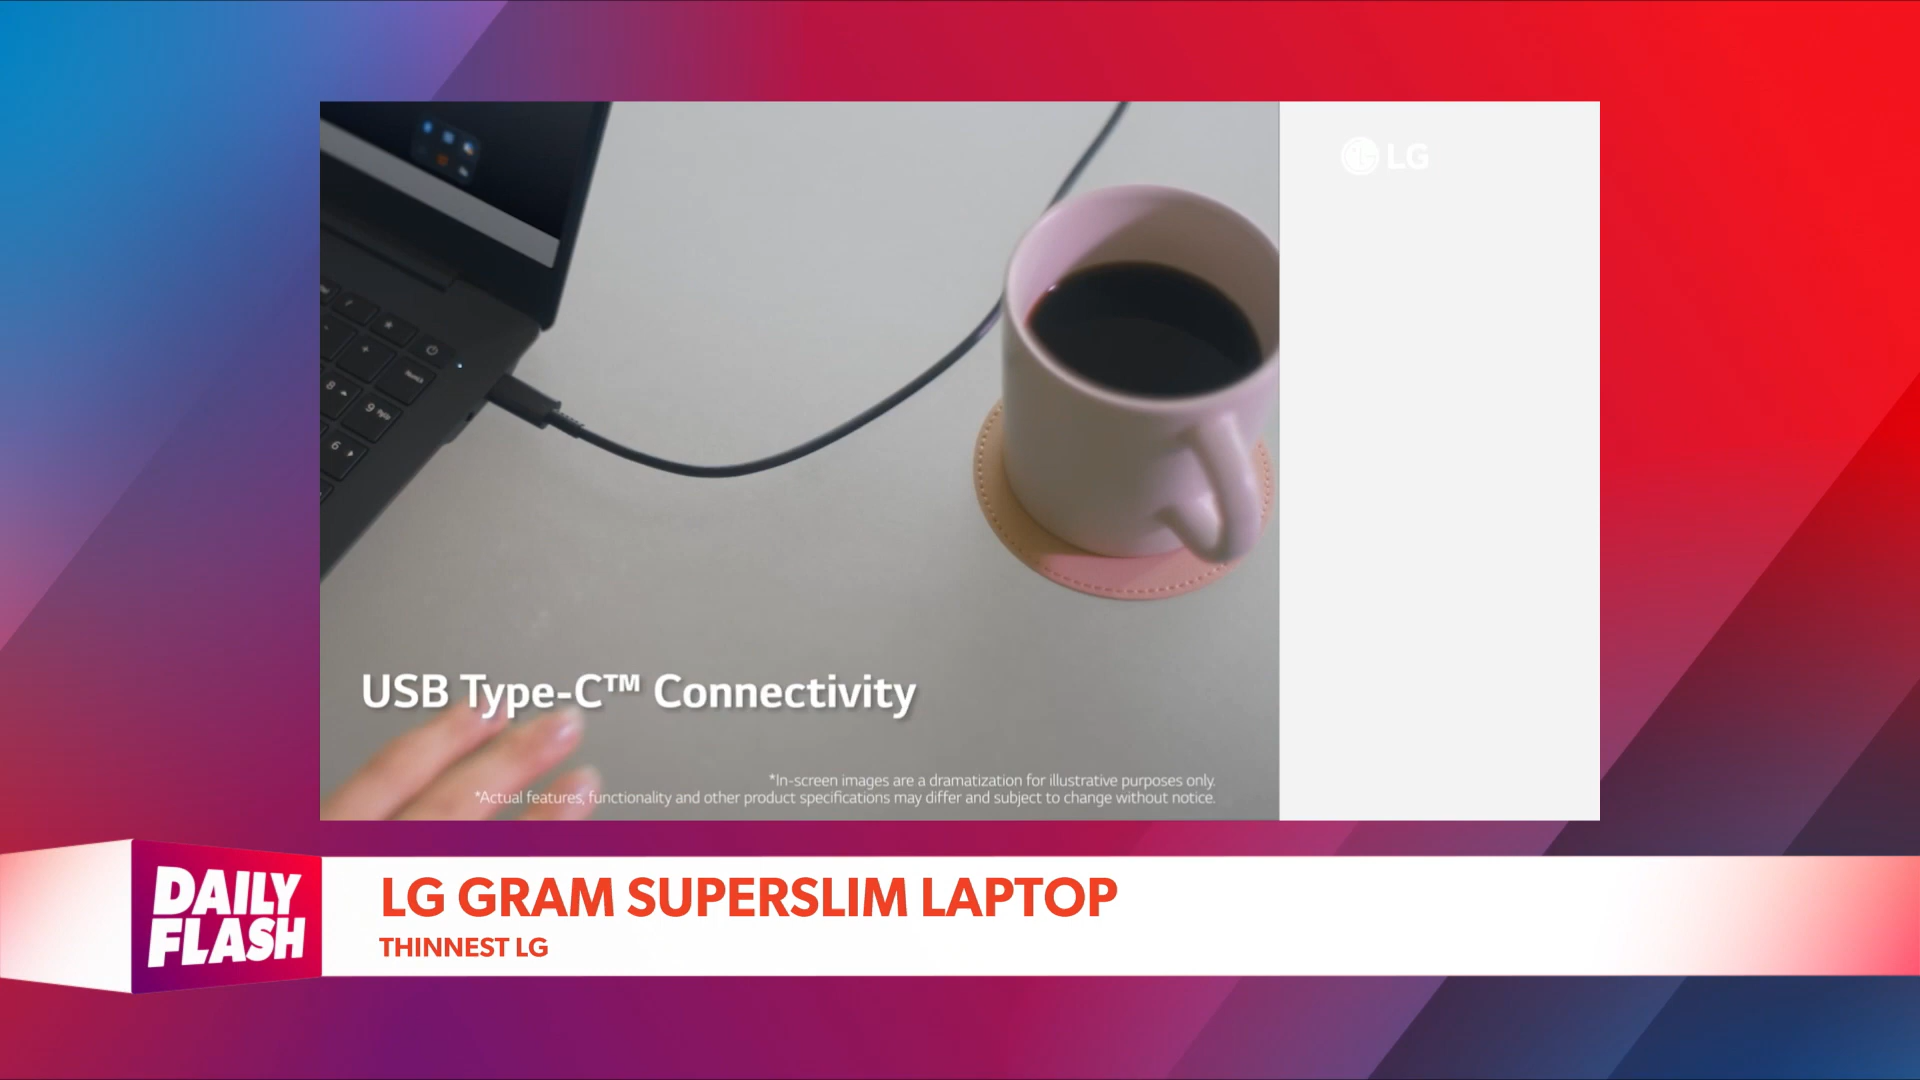 LG
USB Type-C™ Connectivity
*In-screen images are a dramatization for illustrative purposes only.
*Actual features, functionality and other product specifications may differ and subject to change without notice.
DAILY
FLASH
LG GRAM SUPERSLIM LAPTOP
THINNEST LG